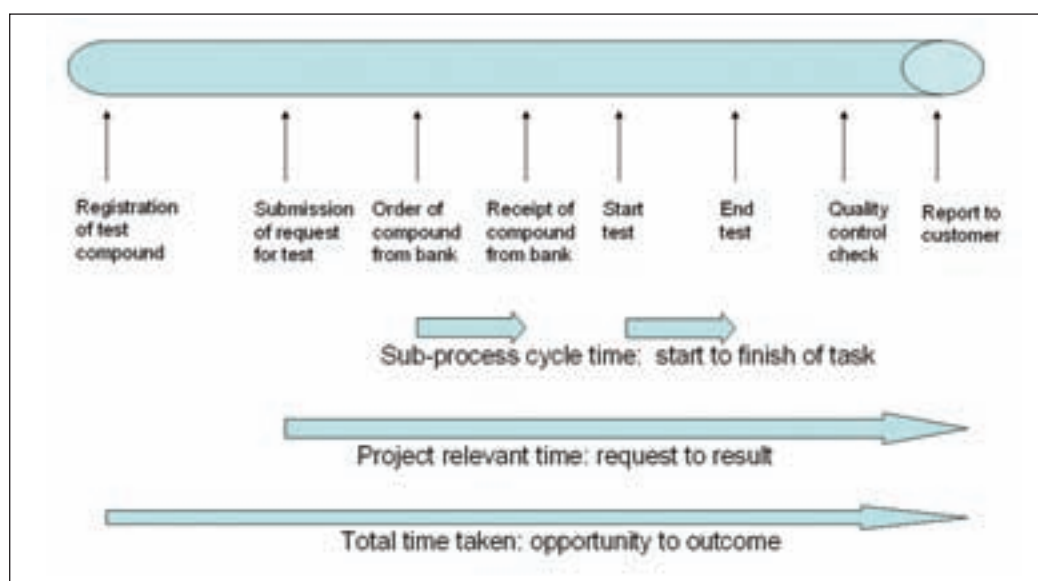 Registration
of test
compound
Submission
of request
for test
Order of
compound
from bank
Receipt of
compound
from bank
Start
test
End
test
Quality
control
check
Report to
customer
Sub-process cycle time: start to finish of task
Project relevant time: request to result
Total time taken: opportunity to outcome